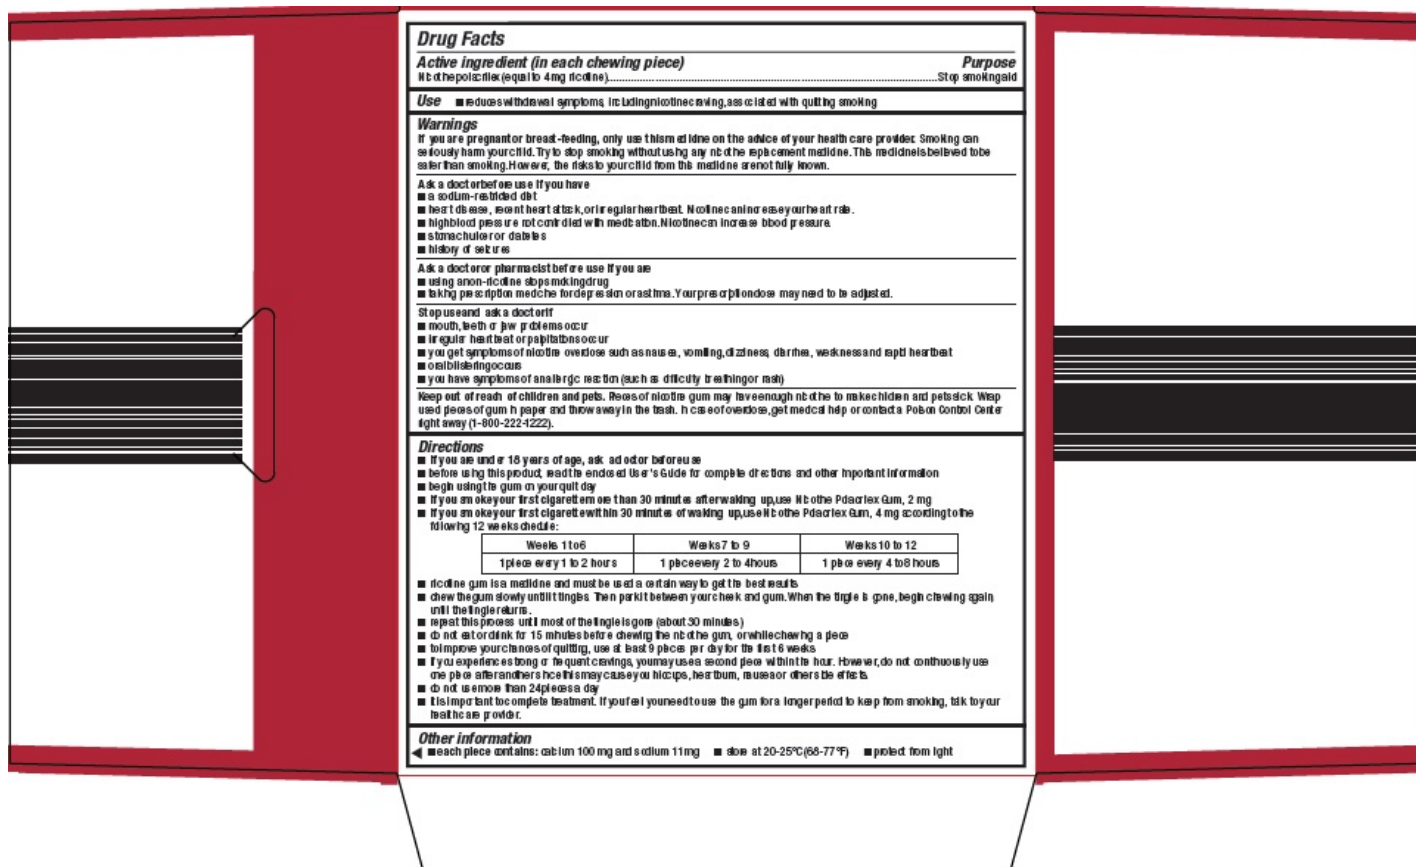 Drug Facts
Active ingredient (in each chewing piece) Purpose
Nicotine polacrilex (equal to 4 mg nicotine) Stop smoking aid
Use ■ reduces withdrawal symptoms, including nicotine craving, associated with quitting smoking
Warnings
If you are pregnant or breast-feeding, only use this medicine on the advice of your health care provider. Smoking can
seriously harm your child. Try to stop smoking without using any nicotine replacement medicine. This medicine is believed to be
safer than smoking. However, the risks to your child from this medicine are not fully known.
Ask a doctor before use if you have
■ a sodium-restricted diet
■ heart disease, recent heart attack, or irregular heartbeat. Nicotine can increase your heart rate.
■ high blood pressure not controlled with medication. Nicotine can increase blood pressure.
■ stomach ulcer or diabetes
■ history of seizures
Ask a doctor or pharmacist before use if you are
■ using a non-nicotine stop smoking drug
■ taking prescription medicine for depression or asthma. Your prescription dose may need to be adjusted.
Stop use and ask a doctor if
■ mouth, teeth or jaw problems occur
■ irregular heartbeat or palpitations occur
■ you get symptoms of nicotine overdose such as nausea, vomiting, dizziness, diarrhea, weakness and rapid heartbeat
■ oral blistering occurs
■ you have symptoms of an allergic reaction (such as difficulty breathing or rash)
Keep out of reach of children and pets. Pieces of nicotine gum may have enough nicotine to make children and pets sick. Wrap
used pieces of gum in paper and throw away in the trash. In case of overdose, get medical help or contact a Poison Control Center
right away (1-800-222-1222).
Directions
■ if you are under 18 years of age, ask a doctor before use
■ before using this product, read the enclosed User's Guide for complete directions and other important information
■ begin using the gum on your quit day
■ if you smoke your first cigarette more than 30 minutes after waking up, use Nicotine Polacrilex Gum, 2 mg
■ if you smoke your first cigarette within 30 minutes of waking up, use Nicotine Polacrilex Gum, 4 mg according to the
following 12 week schedule:
Weeks 1 to 6 Weeks 7 to 9 Weeks 10 to 12
1 piece every 1 to 2 hours 1 piece every 2 to 4 hours 1 piece every 4 to 8 hours
■ nicotine gum is a medicine and must be used a certain way to get the best results
■ chew the gum slowly until it tingles. Then park it between your cheek and gum. When the tingle is gone, begin chewing again,
until the tingle returns.
■ repeat this process until most of the tingle is gone (about 30 minutes)
■ do not eat or drink for 15 minutes before chewing the nicotine gum, or while chewing a piece
■ to improve your chances of quitting, use at least 9 pieces per day for the first 6 weeks
■ if you experience strong or frequent cravings, you may use a second piece within the hour. However, do not continuously use
one piece after another since this may cause you hiccups, heartburn, nausea or other side effects.
■ do not use more than 24 pieces a day
■ it is important to complete treatment. If you feel you need to use the gum for a longer period to keep from smoking, talk to your
health care provider.
Other information
■ each piece contains: calcium 100 mg and sodium 11 mg ■ store at 20-25°C (68-77°F) ■ protect from light